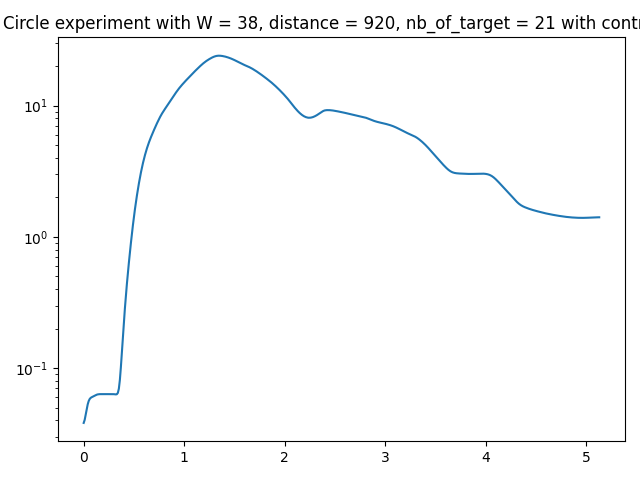 Circle experiment with W = 38, distance = 920, nb_of_target = 21 with contr
10¹
10⁰
10⁻¹
0 1 2 3 4 5